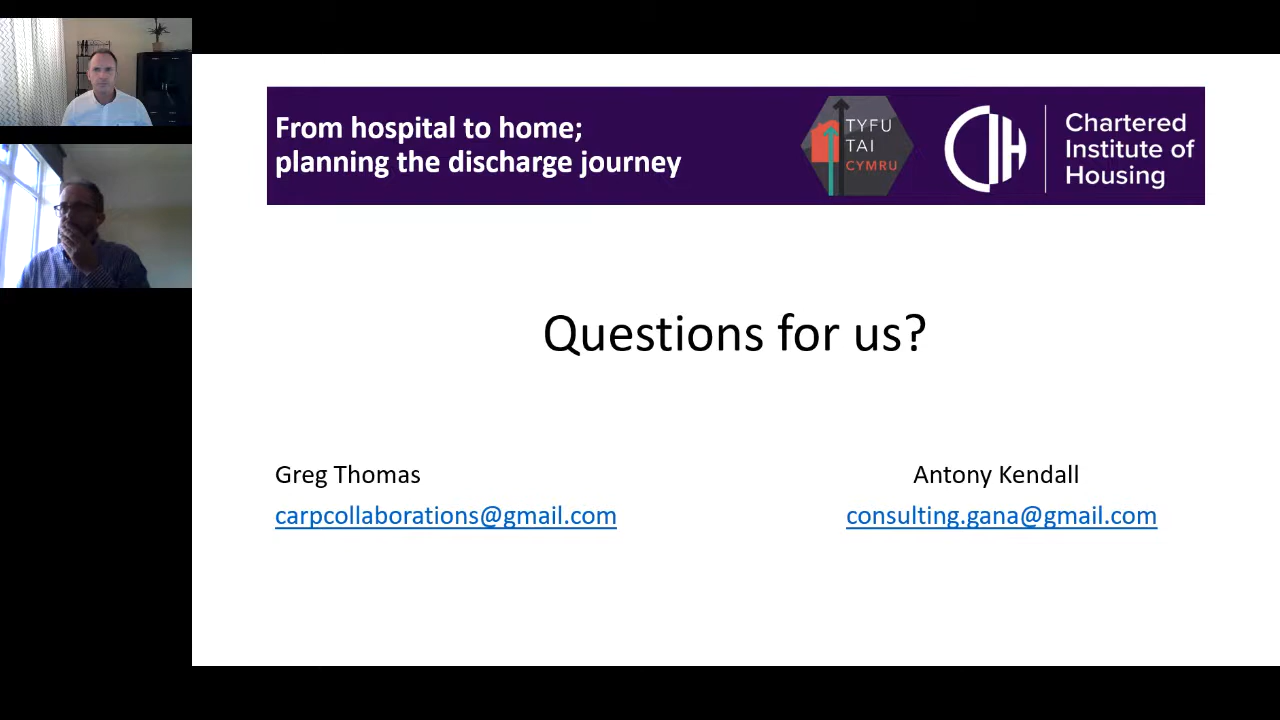 From hospital to home;
planning the discharge journey
TYFU
TAI
CYMRU
Chartered
Institute of
Housing
Questions for us?
Greg Thomas
Antony Kendall
carpcollaborations@gmail.com
consulting.gana@gmail.com